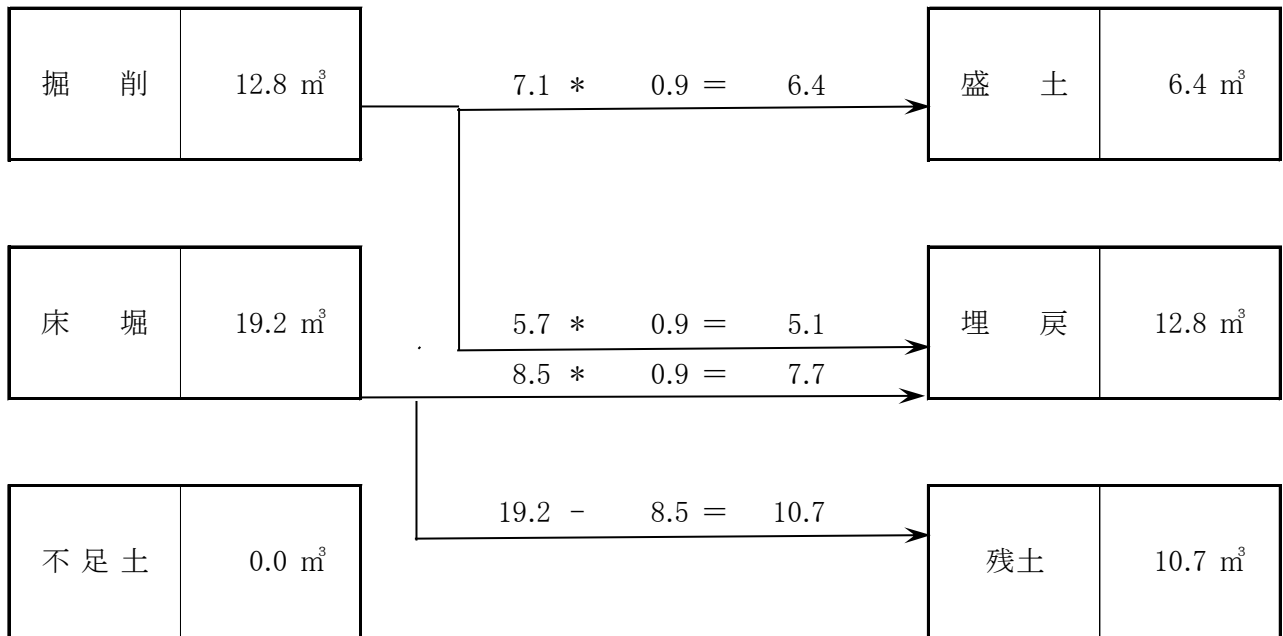 掘 削 12.8 ㎥ 7.1 * 0.9 = 6.4 盛 土 6.4 ㎥
床 堀 19.2 ㎥ 5.7 * 0.9 = 5.1 埋 戻 12.8 ㎥
8.5 * 0.9 = 7.7
19.2 - 8.5 = 10.7
不 足 土 0.0 ㎥ 残土 10.7 ㎥